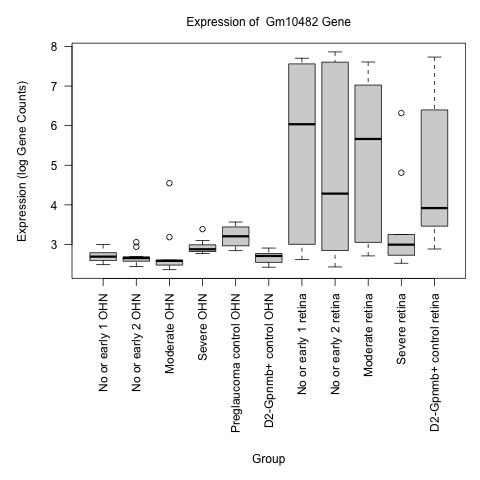 Expression of  Gm10482 Gene
Expression (log Gene Counts)
8
7
6
5
4
3
No or early 1 OHN
No or early 2 OHN
Moderate OHN
Severe OHN
Preglaucoma control OHN
D2-Gpnmb+ control OHN
No or early 1 retina
No or early 2 retina
Moderate retina
Severe retina
D2-Gpnmb+ control retina
Group